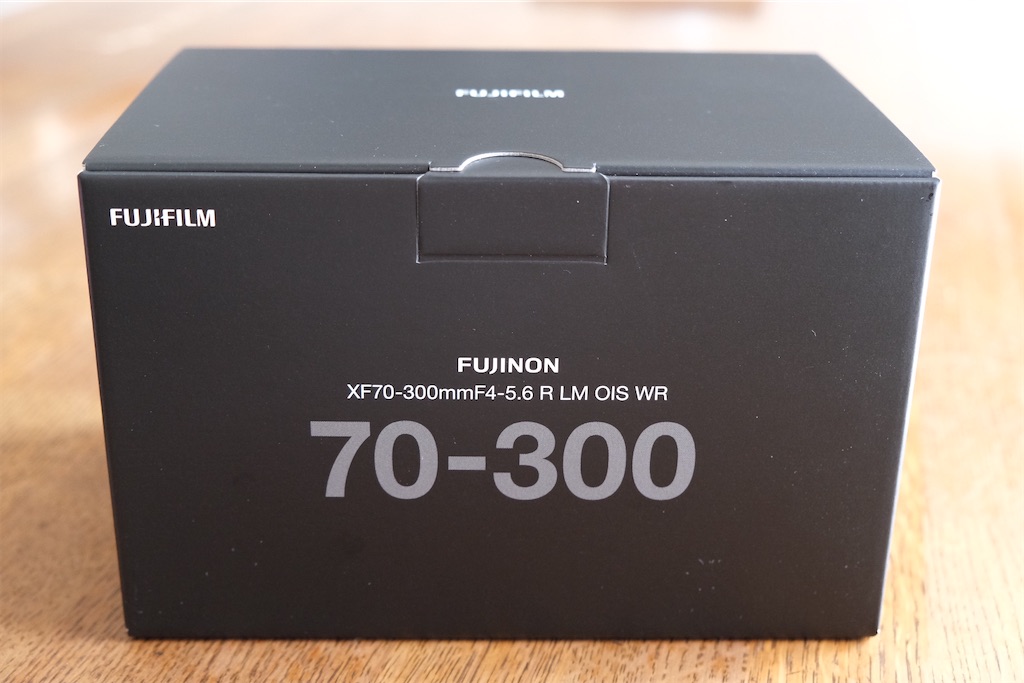 FUJIFILM
FUJIFILM
FUJINON
XF70-300mmF4-5.6 R LM OIS WR
70-300